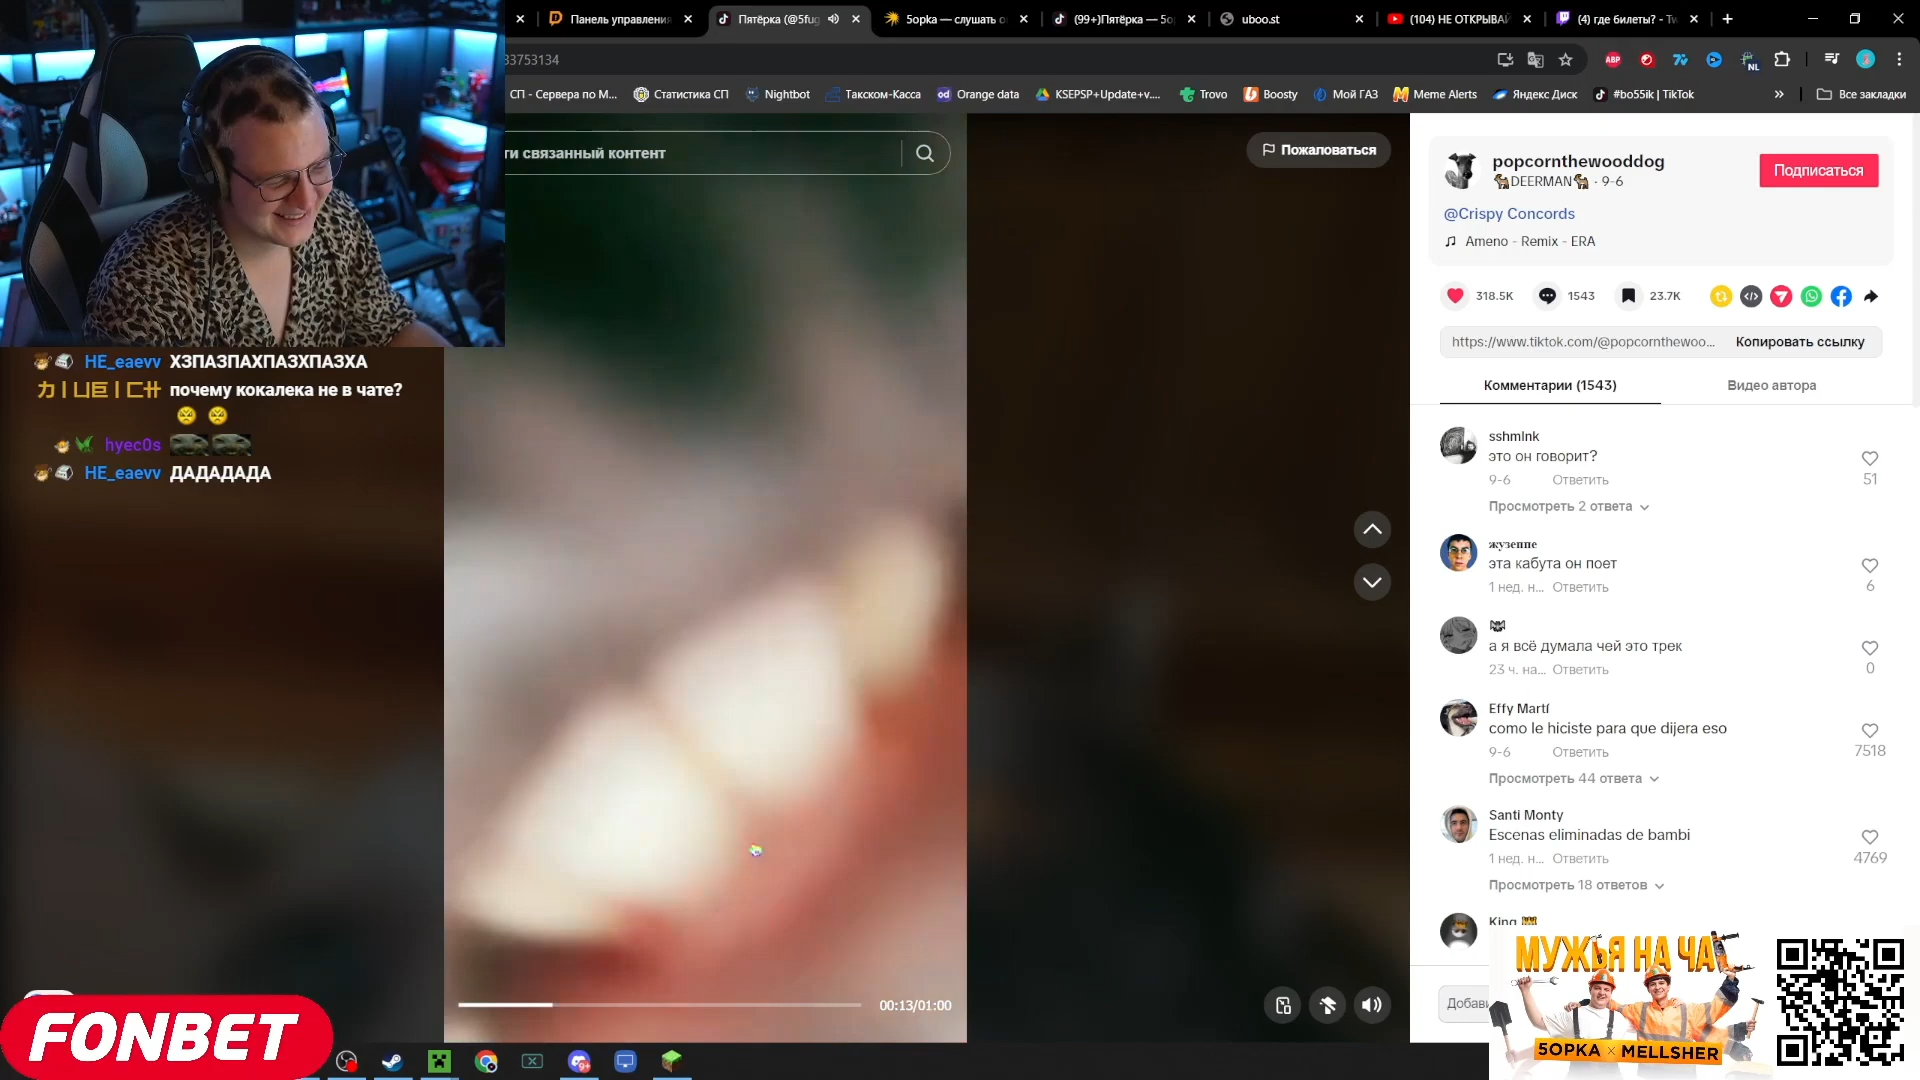 Панель управления
Пятёрка (@5fug
5opka — слушать о
(99+)Пятёрка — 5o
uboo.st
(104) НЕ ОТКРЫВАЙ
(4) где билеты? - Tw
33753134
СП - Сервера по М...
Статистика СП
Nightbot
Такском-Касса
Orange data
KSEPSP+Update+v....
Trovo
Boosty
Мой ГАЗ
Meme Alerts
Яндекс Диск
#bo55ik | TikTok
Все закладки
ABP
NL
ти связанный контент
Пожаловаться
popcornthewooddog
DEERMAN · 9-6
Подписаться
@Crispy Concords
Ameno - Remix - ERA
318.5K
1543
23.7K
https://www.tiktok.com/@popcornthewoo...
Копировать ссылку
Комментарии (1543)
Видео автора
HE_eaevv ХЗПАЗПАХПАЗХПАЗХА
почему кокалека не в чате?
hyec0s
HE_eaevv ДАДАДАДА
sshmlnk
это он говорит?
9-6 Ответить
51
Просмотреть 2 ответа
жузеппе
эта кабута он поет
1 нед. н... Ответить
6
а я всё думала чей это трек
23 ч. на... Ответить
0
Effy Martí
como le hiciste para que dijera eso
9-6 Ответить
7518
Просмотреть 44 ответа
Santi Monty
Escenas eliminadas de bambi
1 нед. н... Ответить
4769
Просмотреть 18 ответов
King
Добави
00:13/01:00
FONBET
МУЖЬЯ НА ЧА
5OPKA × MELLSHER